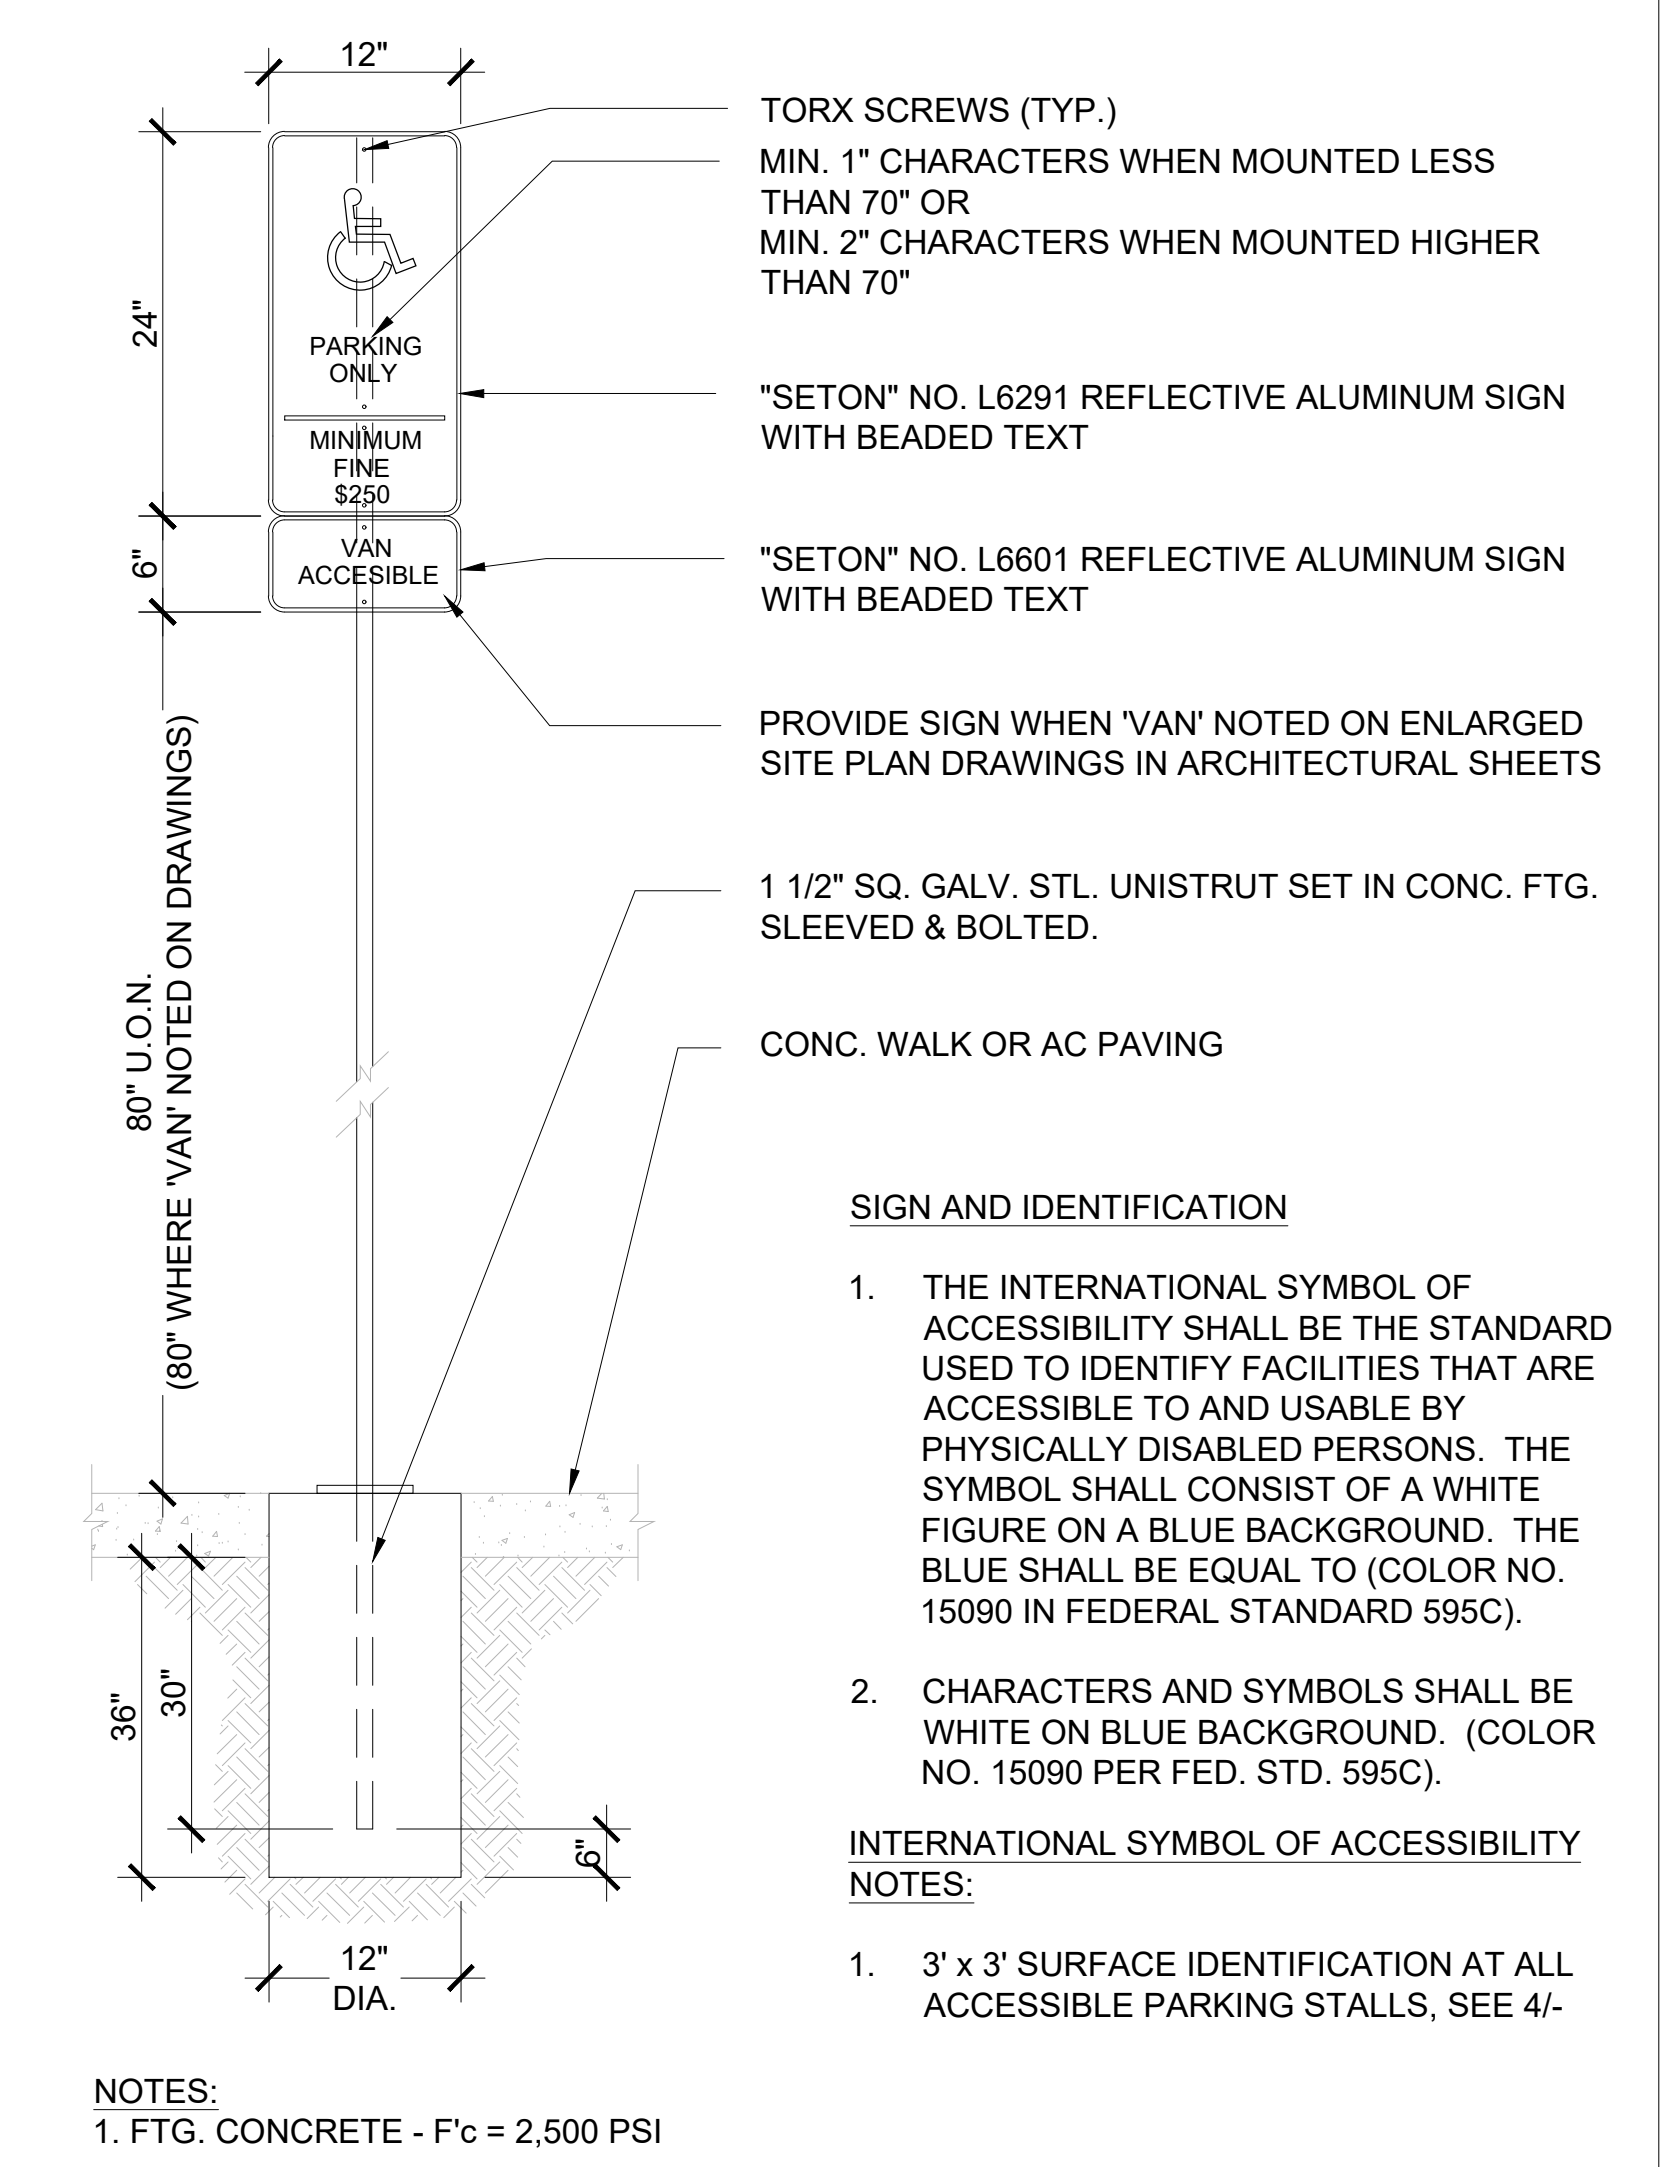 12"
TORX SCREWS (TYP.)
MIN. 1" CHARACTERS WHEN MOUNTED LESS
THAN 70" OR
MIN. 2" CHARACTERS WHEN MOUNTED HIGHER
THAN 70"
24"
PARKING
ONLY
MINIMUM
FINE
$250
"SETON" NO. L6291 REFLECTIVE ALUMINUM SIGN
WITH BEADED TEXT
6"
VAN
ACCESIBLE
"SETON" NO. L6601 REFLECTIVE ALUMINUM SIGN
WITH BEADED TEXT
PROVIDE SIGN WHEN 'VAN' NOTED ON ENLARGED
SITE PLAN DRAWINGS IN ARCHITECTURAL SHEETS
80" U.O.N.
(80" WHERE 'VAN' NOTED ON DRAWINGS)
1 1/2" SQ. GALV. STL. UNISTRUT SET IN CONC. FTG.
SLEEVED & BOLTED.
CONC. WALK OR AC PAVING
36"
30"
6"
12"
DIA.
SIGN AND IDENTIFICATION
1. THE INTERNATIONAL SYMBOL OF
ACCESSIBILITY SHALL BE THE STANDARD
USED TO IDENTIFY FACILITIES THAT ARE
ACCESSIBLE TO AND USABLE BY
PHYSICALLY DISABLED PERSONS. THE
SYMBOL SHALL CONSIST OF A WHITE
FIGURE ON A BLUE BACKGROUND. THE
BLUE SHALL BE EQUAL TO (COLOR NO.
15090 IN FEDERAL STANDARD 595C).
2. CHARACTERS AND SYMBOLS SHALL BE
WHITE ON BLUE BACKGROUND. (COLOR
NO. 15090 PER FED. STD. 595C).
INTERNATIONAL SYMBOL OF ACCESSIBILITY
NOTES:
1. 3' x 3' SURFACE IDENTIFICATION AT ALL
ACCESSIBLE PARKING STALLS, SEE 4/-
NOTES:
1. FTG. CONCRETE - F'c = 2,500 PSI